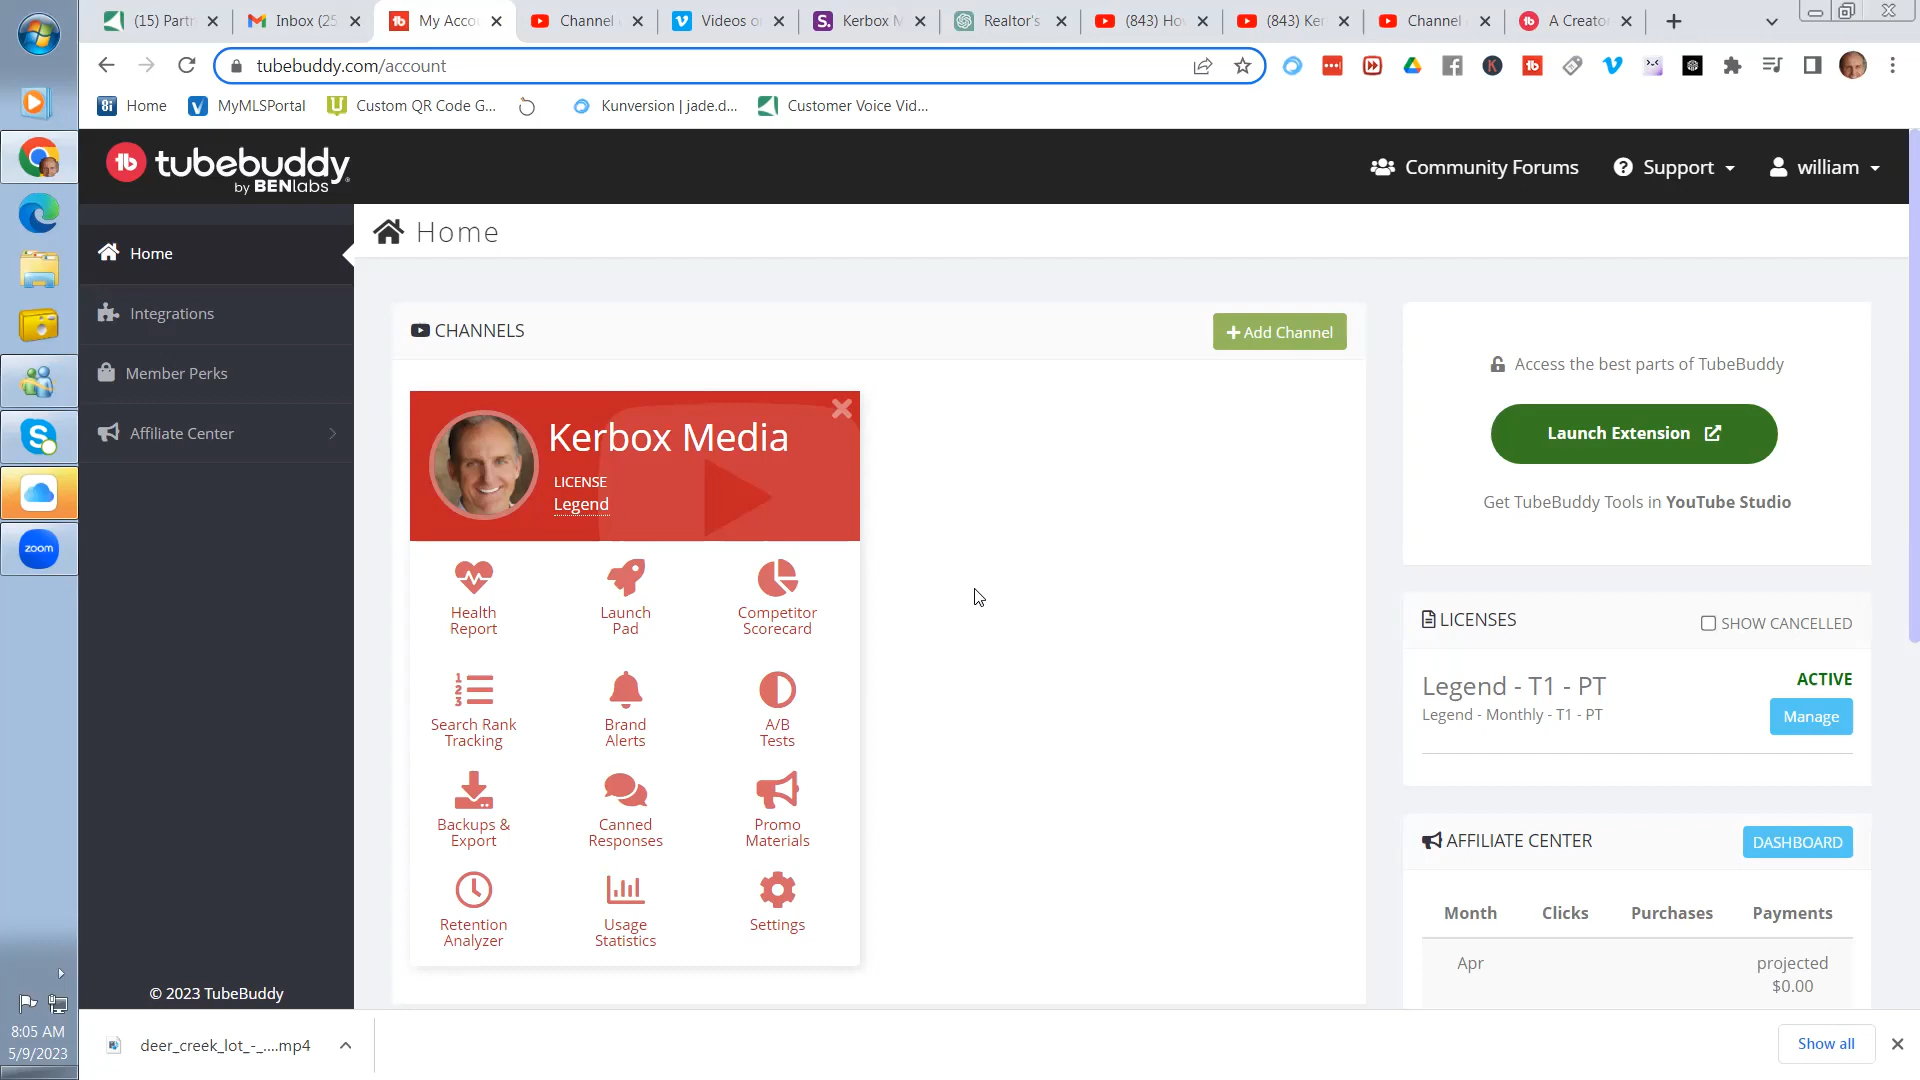 (15) Partn
Inbox (25
My Acco
Channel
Videos o
Kerbox M
Realtor's
(843) Ho
(843) Ker
Channel
A Creator
tubebuddy.com/account
Home
MyMLSPortal
Custom QR Code G...
Kunversion | jade.d...
Customer Voice Vid...
tubebuddy
by BENlabs
Community Forums
Support
william
Home
Integrations
Member Perks
Affiliate Center
© 2023 TubeBuddy
Home
CHANNELS
+ Add Channel
Kerbox Media
LICENSE
Legend
Health
Report
Launch
Pad
Competitor
Scorecard
Search Rank
Tracking
Brand
Alerts
A/B
Tests
Backups &
Export
Canned
Responses
Promo
Materials
Retention
Analyzer
Usage
Statistics
Settings
Access the best parts of TubeBuddy
Launch Extension
Get TubeBuddy Tools in YouTube Studio
LICENSES
SHOW CANCELLED
Legend - T1 - PT
ACTIVE
Legend - Monthly - T1 - PT
Manage
AFFILIATE CENTER
DASHBOARD
Month Clicks Purchases Payments
Apr
projected
$0.00
zoom
8:05 AM
5/9/2023
deer_creek_lot_-_....mp4
Show all